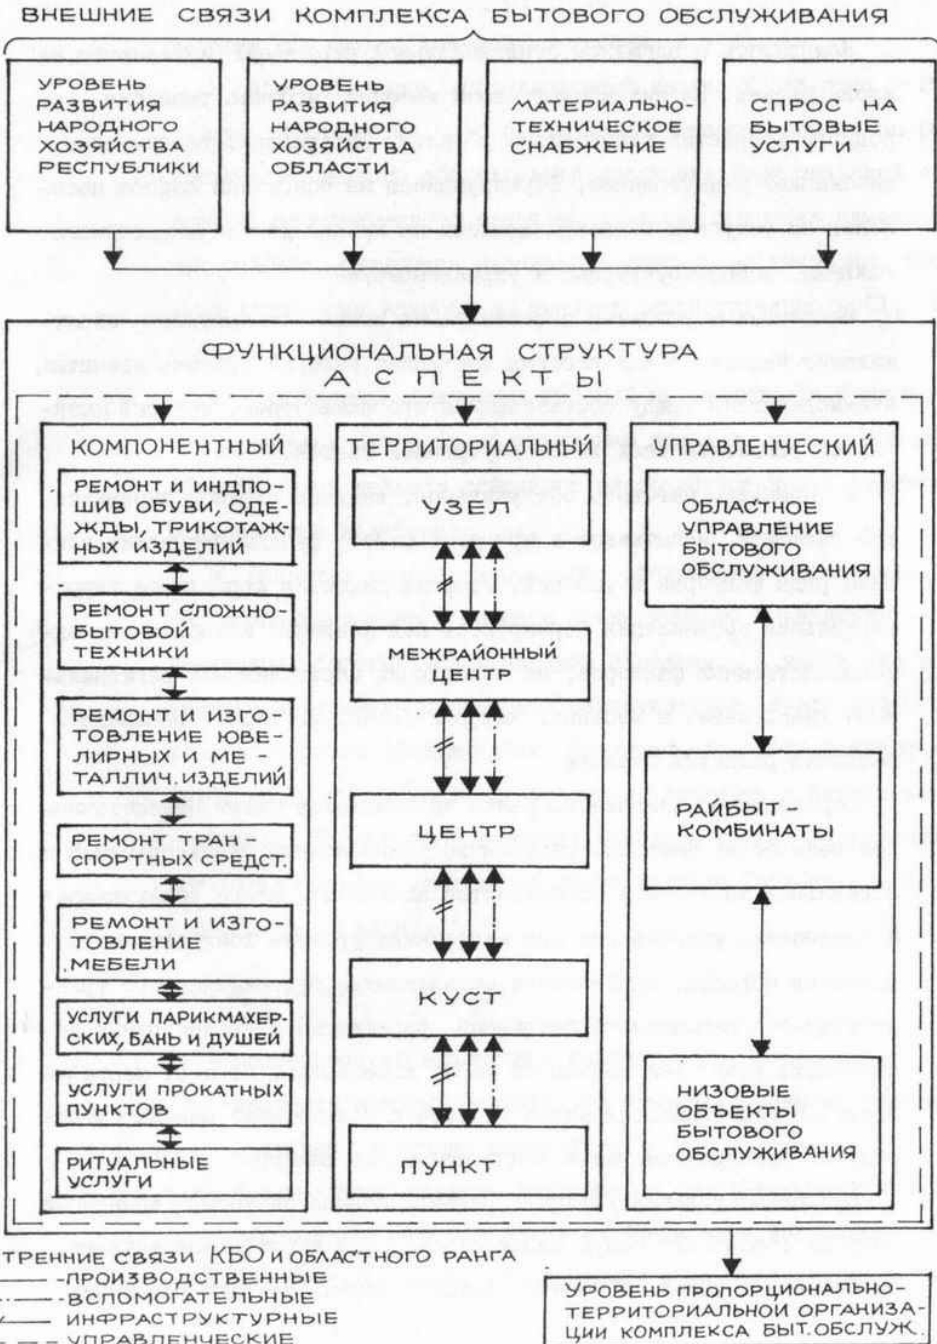 ВНЕШНИЕ СВЯЗИ КОМПЛЕКСА БЫТОВОГО ОБСЛУЖИВАНИЯ
УРОВЕНЬ
РАЗВИТИЯ
НАРОДНОГО
ХОЗЯЙСТВА
РЕСПУБЛИКИ
УРОВЕНЬ
РАЗВИТИЯ
НАРОДНОГО
ХОЗЯЙСТВА
ОБЛАСТИ
МАТЕРИАЛЬНО-
ТЕХНИЧЕСКОЕ
СНАБЖЕНИЕ
СПРОС НА
БЫТОВЫЕ
УСЛУГИ
ФУНКЦИОНАЛЬНАЯ СТРУКТУРА
АСПЕКТЫ
КОМПОНЕНТНЫЙ
РЕМОНТ И ИНДПО-
ШИВ ОБУВИ, ОДЕ-
ЖДЫ, ТРИКОТАЖ-
НЫХ ИЗДЕЛИЙ
РЕМОНТ СЛОЖНО-
БЫТОВОЙ
ТЕХНИКИ
РЕМОНТ И ИЗГО-
ТОВЛЕНИЕ ЮВЕ-
ЛИРНЫХ И МЕ-
ТАЛЛИЧ. ИЗДЕЛИЙ
РЕМОНТ ТРАН-
СПОРТНЫХ СРЕДСТ.
РЕМОНТ И ИЗГО-
ТОВЛЕНИЕ
МЕБЕЛИ
УСЛУГИ ПАРИКМАХЕР-
СКИХ, БАНЬ И ДУШЕЙ
УСЛУГИ ПРОКАТНЫХ
ПУНКТОВ
РИТУАЛЬНЫЕ
УСЛУГИ
ТЕРРИТОРИАЛЬНЫЙ
УЗЕЛ
МЕЖРАЙОННЫЙ
ЦЕНТР
ЦЕНТР
КУСТ
ПУНКТ
УПРАВЛЕНЧЕСКИЙ
ОБЛАСТНОЕ
УПРАВЛЕНИЕ
БЫТОВОГО
ОБСЛУЖИВАНИЯ
РАЙБЫТ-
КОМБИНАТЫ
НИЗОВЫЕ
ОБЪЕКТЫ
БЫТОВОГО
ОБСЛУЖИВАНИЯ
ТРЕННИЕ СВЯЗИ КБО И ОБЛАСТНОГО РАНГА
-ПРОИЗВОДСТВЕННЫЕ
-ВСПОМОГАТЕЛЬНЫЕ
ИНФРАСТРУКТУРНЫЕ
УПРАВЛЕНЧЕСКИЕ
УРОВЕНЬ ПРОПОРЦИОНАЛЬНО-
ТЕРРИТОРИАЛЬНОЙ ОРГАНИЗА-
ЦИИ КОМПЛЕКСА БЫТ. ОБСЛУЖ.